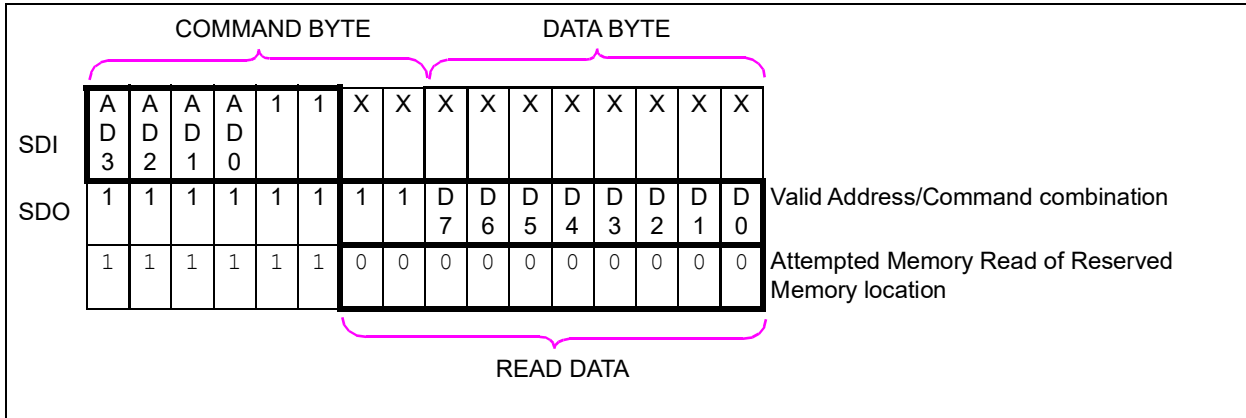 COMMAND BYTE DATA BYTE
SDI A D 3 A D 2 A D 1 A D 0 1 1 X X X X X X X X X X
SDO 1 1 1 1 1 1 1 1 D 7 D 6 D 5 D 4 D 3 D 2 D 1 D 0 Valid Address/Command combination
1 1 1 1 1 1 0 0 0 0 0 0 0 0 0 0 Attempted Memory Read of Reserved
Memory location
READ DATA